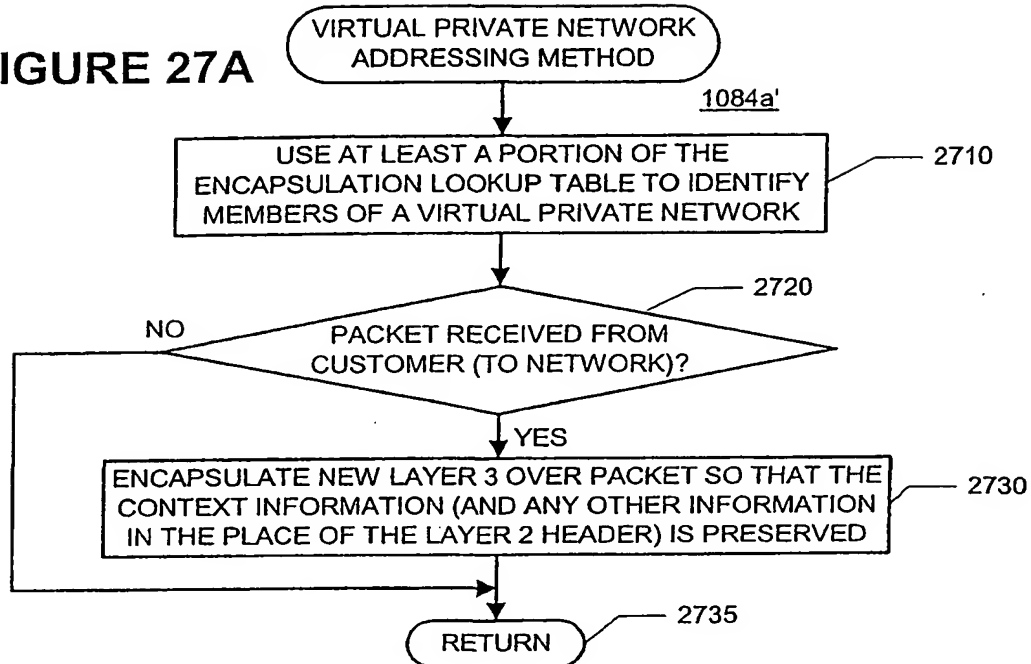 VIRTUAL PRIVATE NETWORK
ADDRESSING METHOD
IGURE 27A
1084a'
USE AT LEAST A PORTION OF THE
ENCAPSULATION LOOKUP TABLE TO IDENTIFY
MEMBERS OF A VIRTUAL PRIVATE NETWORK
2710
2720
NO
PACKET RECEIVED FROM
CUSTOMER (TO NETWORK)?
YES
ENCAPSULATE NEW LAYER 3 OVER PACKET SO THAT THE
CONTEXT INFORMATION (AND ANY OTHER INFORMATION
IN THE PLACE OF THE LAYER 2 HEADER) IS PRESERVED
2730
RETURN
2735